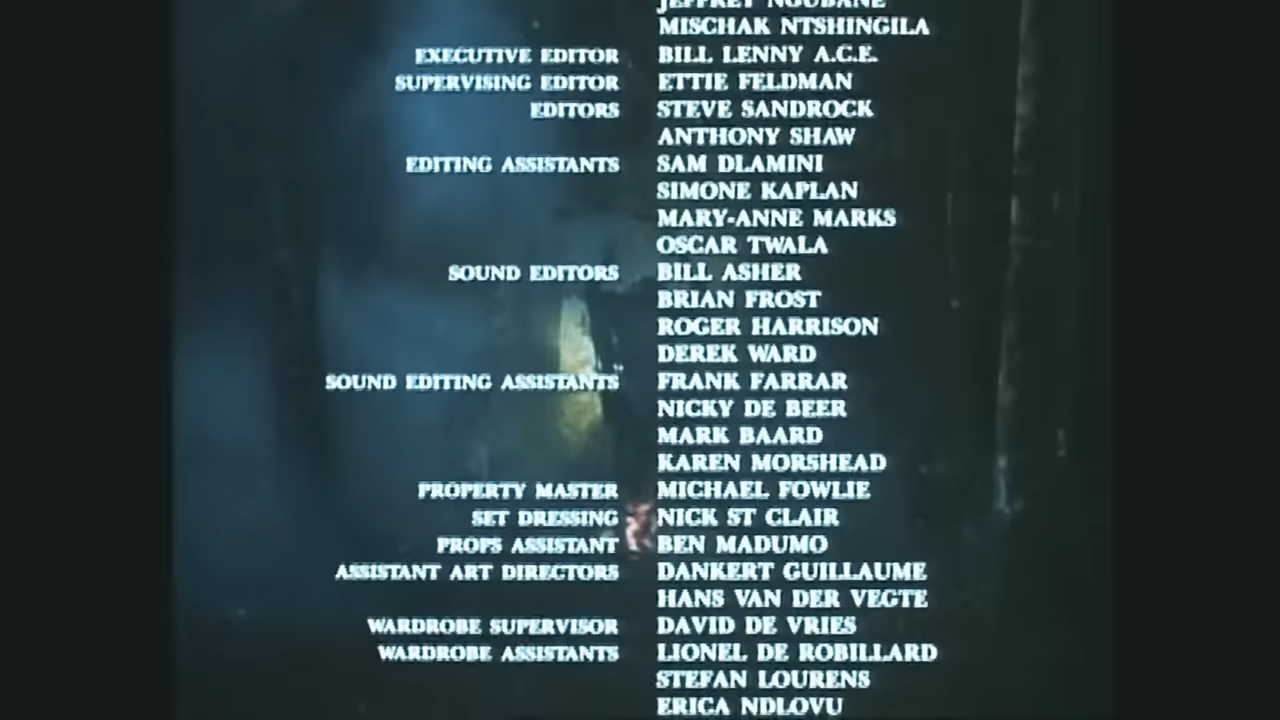 JEFFREY NGUBANE
MISCHAK NTSHINGILA
EXECUTIVE EDITOR BILL LENNY A.C.E.
SUPERVISING EDITOR ETTIE FELDMAN
EDITORS STEVE SANDROCK
ANTHONY SHAW
EDITING ASSISTANTS SAM DLAMINI
SIMONE KAPLAN
MARY-ANNE MARKS
OSCAR TWALA
SOUND EDITORS BILL ASHER
BRIAN FROST
ROGER HARRISON
DEREK WARD
SOUND EDITING ASSISTANTS FRANK FARRAR
NICKY DE BEER
MARK BAARD
KAREN MORSHEAD
PROPERTY MASTER MICHAEL FOWLIE
SET DRESSING NICK ST CLAIR
PROPS ASSISTANT BEN MADUMO
ASSISTANT ART DIRECTORS DANKERT GUILLAUME
HANS VAN DER VEGTE
WARDROBE SUPERVISOR DAVID DE VRIES
WARDROBE ASSISTANTS LIONEL DE ROBILLARD
STEFAN LOURENS
ERICA NDLOVU